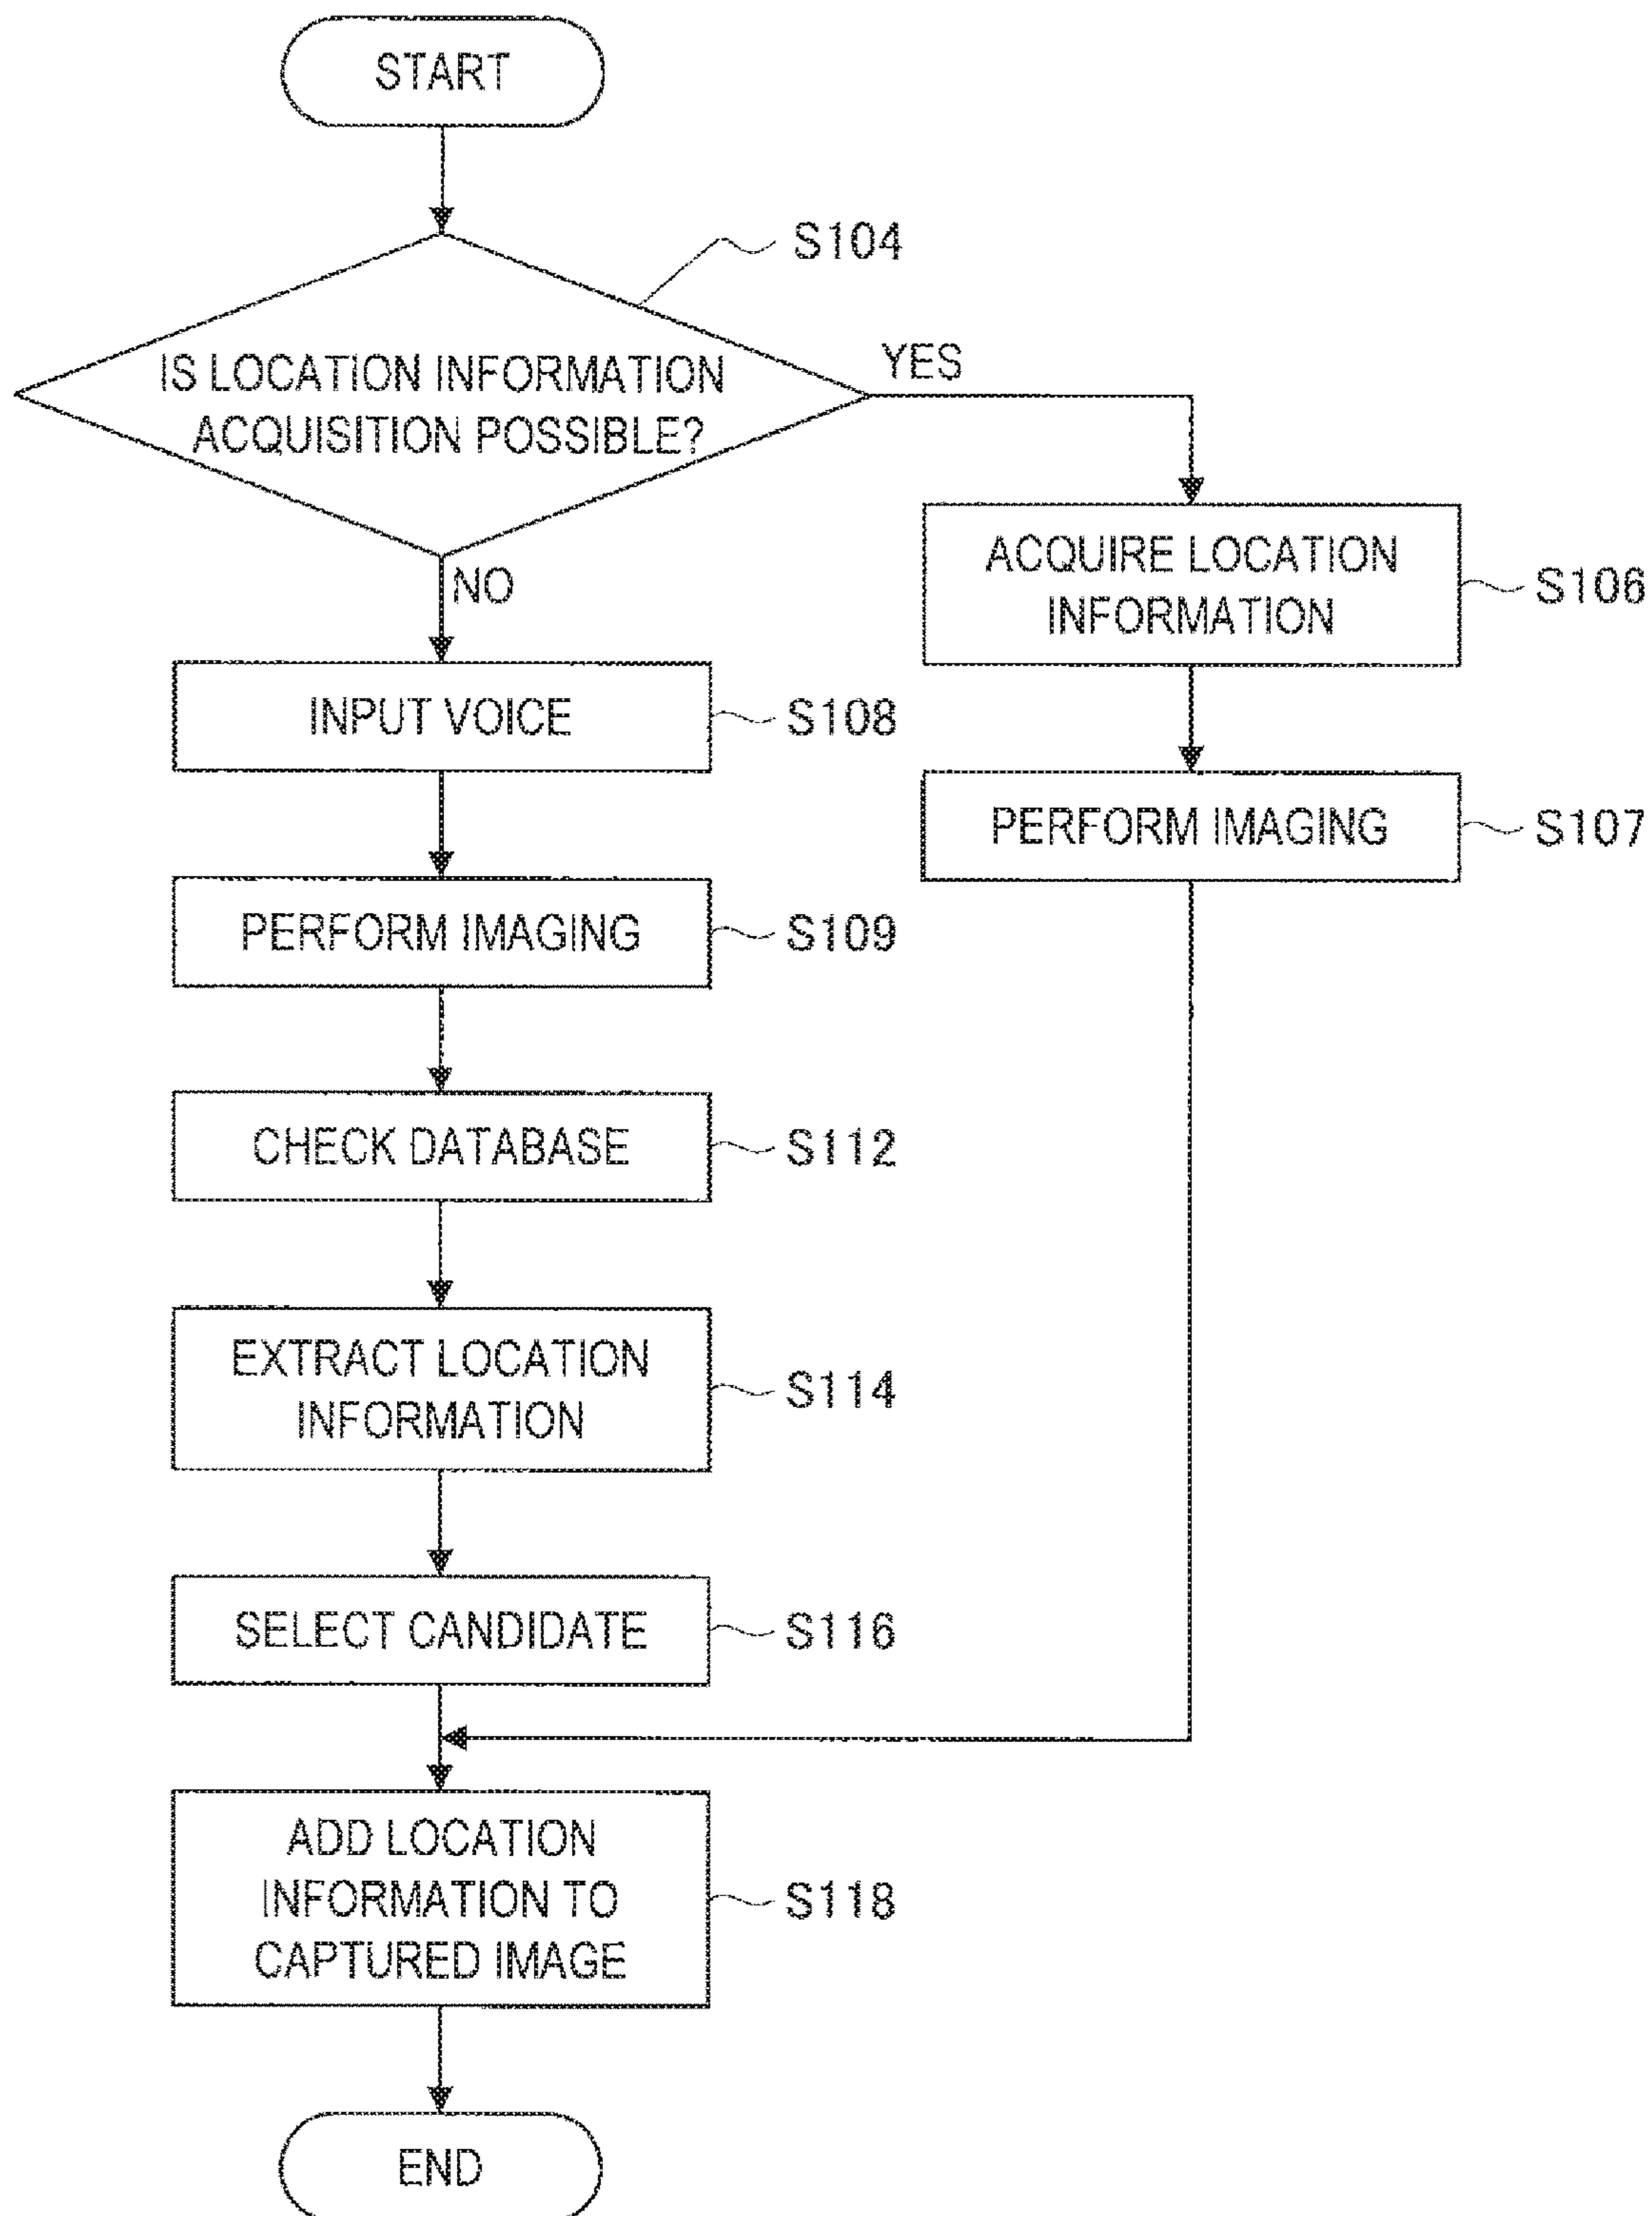 START
S104
IS LOCATION INFORMATION
ACQUISITION POSSIBLE?
YES
NO
ACQUIRE LOCATION
INFORMATION
S106
INPUT VOICE
S108
PERFORM IMAGING
S107
PERFORM IMAGING
S109
CHECK DATABASE
S112
EXTRACT LOCATION
INFORMATION
S114
SELECT CANDIDATE
S116
ADD LOCATION
INFORMATION TO
CAPTURED IMAGE
S118
END